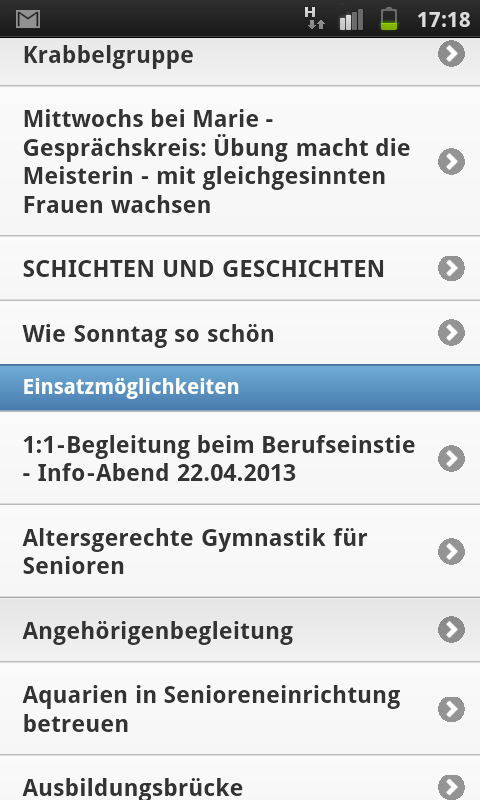 H
17:18
Krabbelgruppe
Mittwochs bei Marie -
Gesprächskreis: Übung macht die
Meisterin - mit gleichgesinnten
Frauen wachsen
SCHICHTEN UND GESCHICHTEN
Wie Sonntag so schön
Einsatzmöglichkeiten
1:1-Begleitung beim Berufseinstie
- Info-Abend 22.04.2013
Altersgerechte Gymnastik für
Senioren
Angehörigenbegleitung
Aquarien in Senioreneinrichtung
betreuen
Ausbildungsbrücke